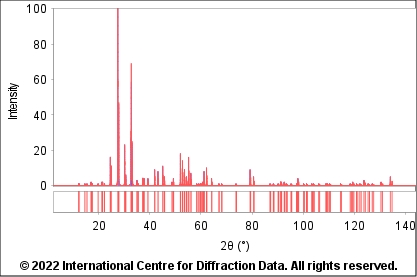 100
80
60
40
20
0
Intensity
20 40 60 80 100 120 140
2θ (°)
© 2022 International Centre for Diffraction Data. All rights reserved.